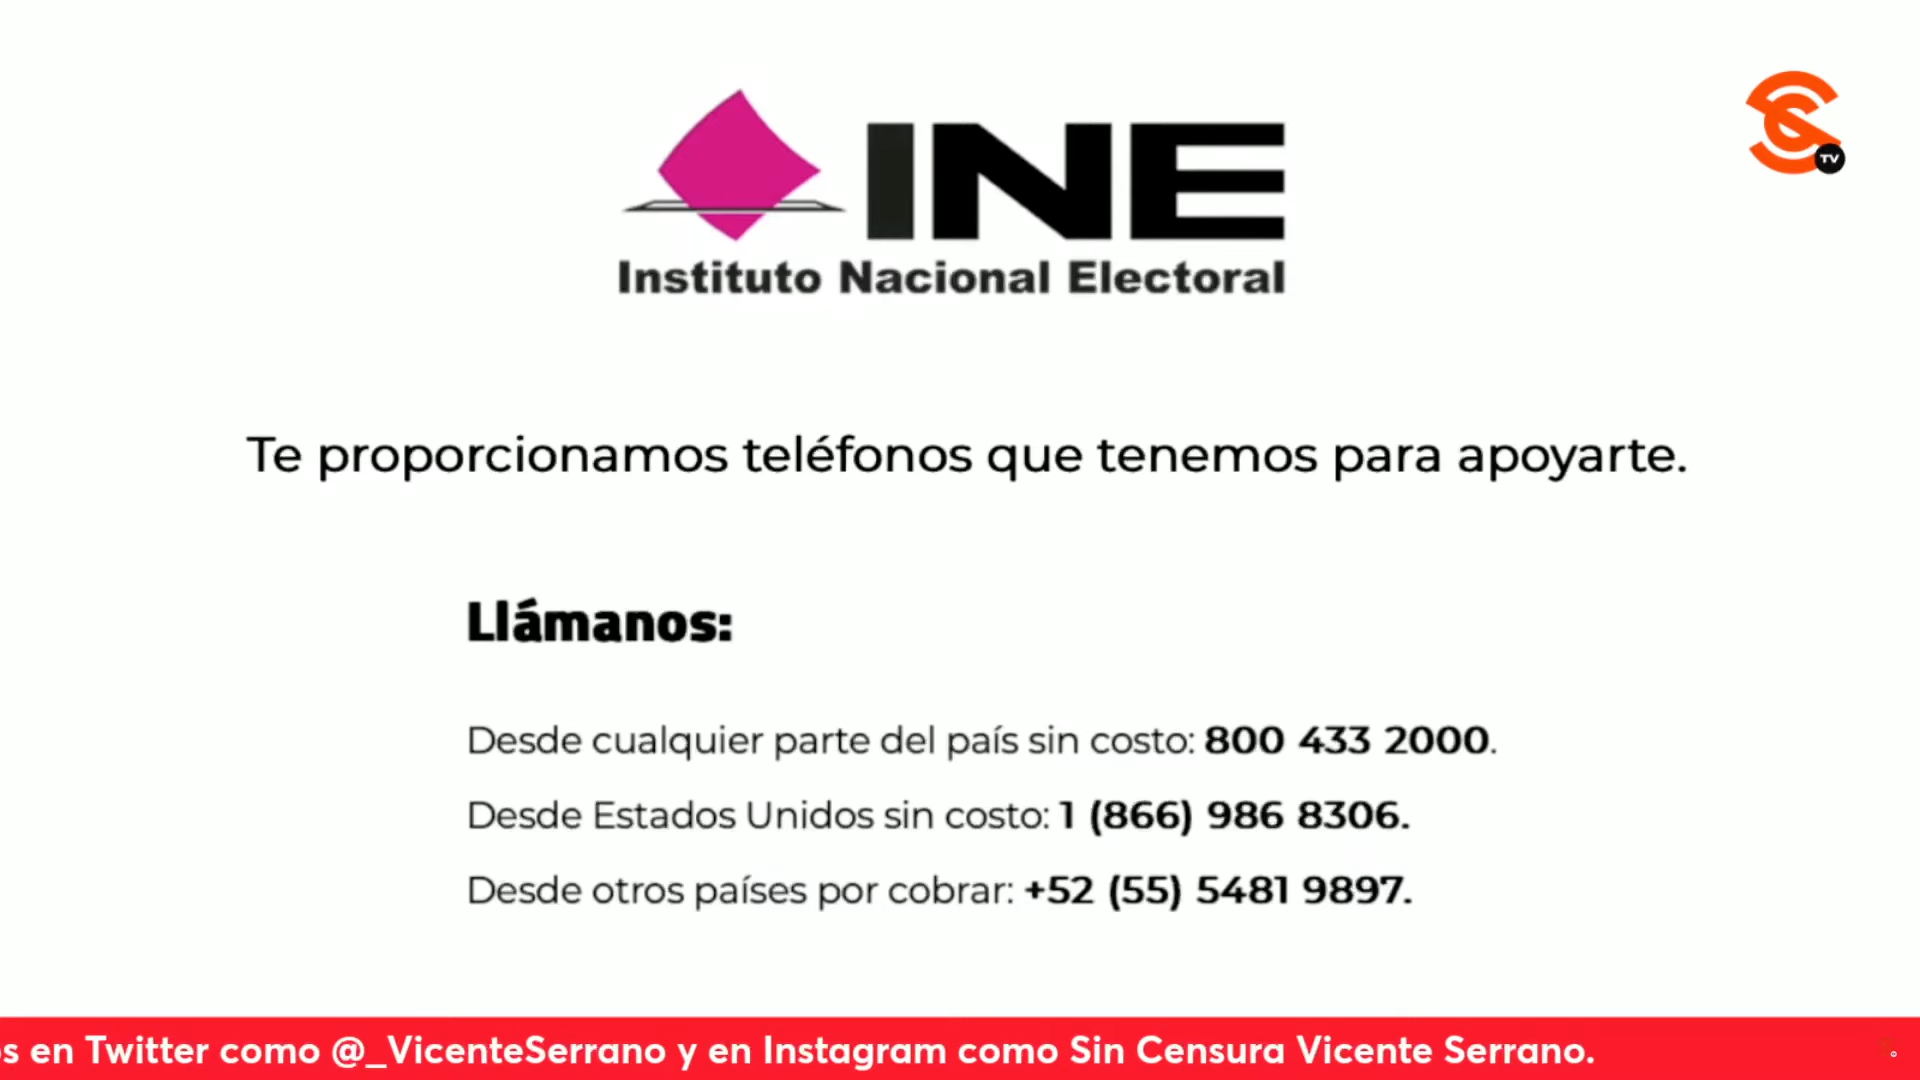 INE
TV
Instituto Nacional Electoral
Te proporcionamos teléfonos que tenemos para apoyarte.
Llámanos:
Desde cualquier parte del país sin costo: 800 433 2000.
Desde Estados Unidos sin costo: 1 (866) 986 8306.
Desde otros países por cobrar: +52 (55) 5481 9897.
s en Twitter como @_VicenteSerrano y en Instagram como Sin Censura Vicente Serrano.